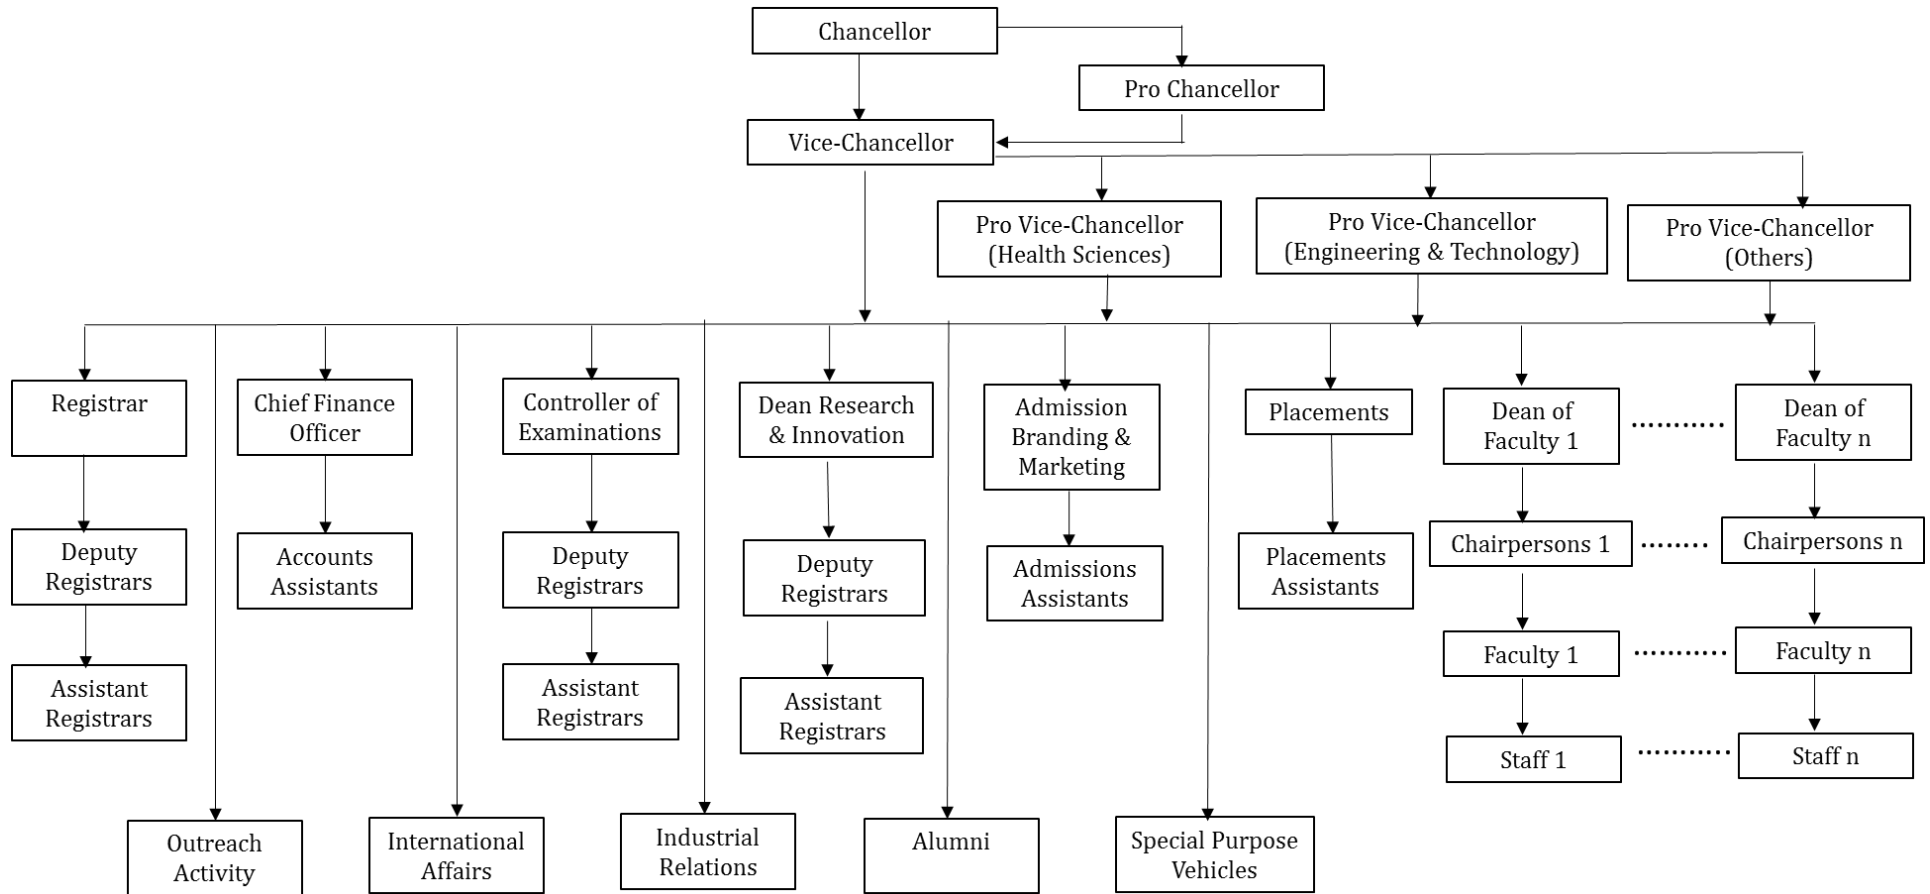 Chancellor
Pro Chancellor
Vice-Chancellor
Pro Vice-Chancellor
(Health Sciences)
Pro Vice-Chancellor
(Engineering & Technology)
Pro Vice-Chancellor
(Others)
Registrar
Chief Finance
Officer
Controller of
Examinations
Dean Research
& Innovation
Admission
Branding &
Marketing
Placements
Dean of
Faculty 1
...........
Dean of
Faculty n
Deputy
Registrars
Accounts
Assistants
Deputy
Registrars
Deputy
Registrars
Admissions
Assistants
Placements
Assistants
Chairpersons 1
........
Chairpersons n
Assistant
Registrars
Assistant
Registrars
Assistant
Registrars
Faculty 1
...........
Faculty n
Staff 1
...........
Staff n
Outreach
Activity
International
Affairs
Industrial
Relations
Alumni
Special Purpose
Vehicles